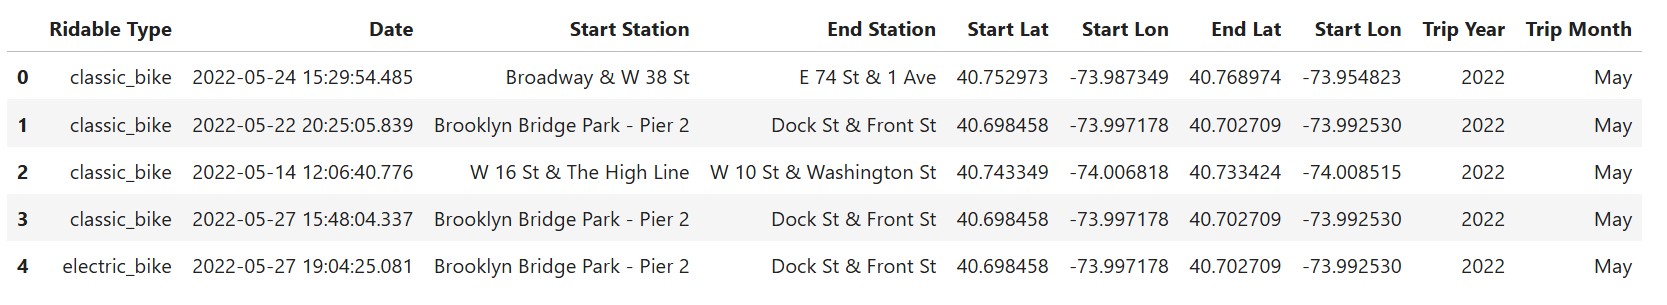 Ridable Type Date Start Station End Station Start Lat Start Lon End Lat Start Lon Trip Year Trip Month
0 classic_bike 2022-05-24 15:29:54.485 Broadway & W 38 St E 74 St & 1 Ave 40.752973 -73.987349 40.768974 -73.954823 2022 May
1 classic_bike 2022-05-22 20:25:05.839 Brooklyn Bridge Park - Pier 2 Dock St & Front St 40.698458 -73.997178 40.702709 -73.992530 2022 May
2 classic_bike 2022-05-14 12:06:40.776 W 16 St & The High Line W 10 St & Washington St 40.743349 -74.006818 40.733424 -74.008515 2022 May
3 classic_bike 2022-05-27 15:48:04.337 Brooklyn Bridge Park - Pier 2 Dock St & Front St 40.698458 -73.997178 40.702709 -73.992530 2022 May
4 electric_bike 2022-05-27 19:04:25.081 Brooklyn Bridge Park - Pier 2 Dock St & Front St 40.698458 -73.997178 40.702709 -73.992530 2022 May